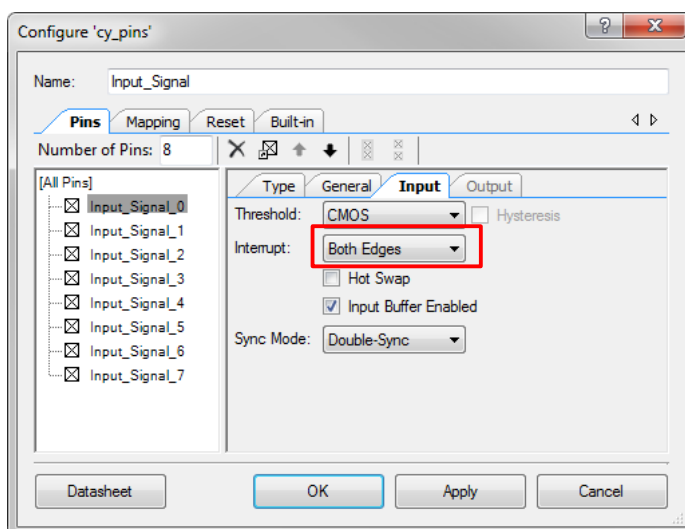 Configure 'cy_pins'
Name: Input_Signal
Pins Mapping Reset Built-in
Number of Pins: 8
[All Pins]
Input_Signal_0
Input_Signal_1
Input_Signal_2
Input_Signal_3
Input_Signal_4
Input_Signal_5
Input_Signal_6
Input_Signal_7
Type General Input Output
Threshold: CMOS Hysteresis
Interrupt: Both Edges
Hot Swap
Input Buffer Enabled
Sync Mode: Double-Sync
Datasheet OK Apply Cancel